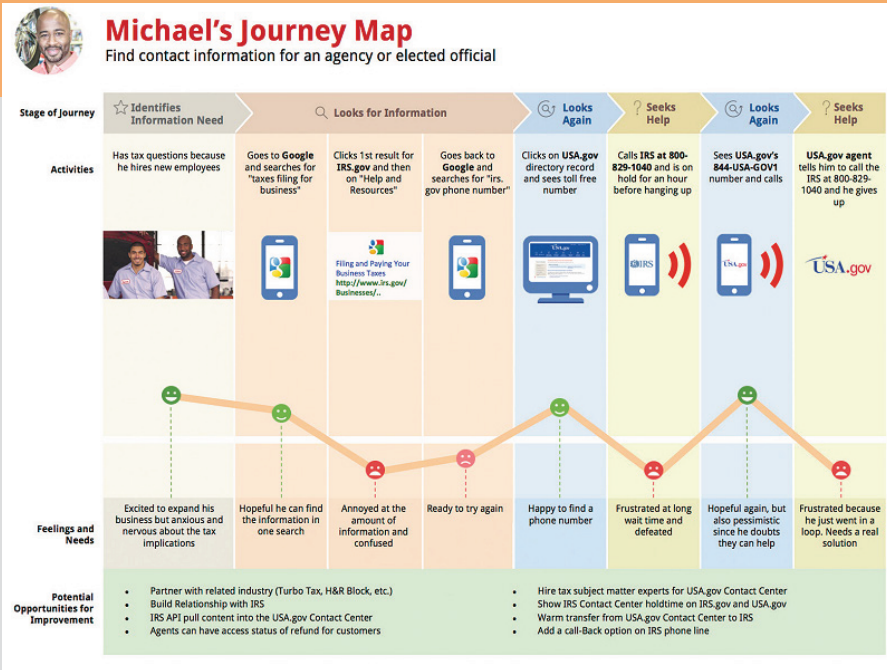 Michael's Journey Map
Find contact information for an agency or elected official
Stage of Journey
Identifies
Information Need
Looks for Information
Looks
Again
Seeks
Help
Looks
Again
Seeks
Help
Activities
Has tax questions because
he hires new employees
Goes to Google
and searches for
"taxes filing for
business"
Clicks 1st result for
IRS.gov and then
on "Help and
Resources"
Goes back to
Google and
searches for "irs.
gov phone number"
Clicks on USA.gov
directory record
and sees toll free
number
Calls IRS at 800-
829-1040 and is on
hold for an hour
before hanging up
Sees USA.gov's
844-USA-GOV1
number and calls
USA.gov agent
tells him to call the
IRS at 800-829-
1040 and he gives
up
Filing and Paying Your
Business Taxes
http://www.irs.gov/
Businesses/..
USA.gov
IRS
USA.gov
USA.gov
Feelings and
Needs
Excited to expand his
business but anxious and
nervous about the tax
implications
Hopeful he can find
the information in
one search
Annoyed at the
amount of
information and
confused
Ready to try again
Happy to find a
phone number
Frustrated at long
wait time and
defeated
Hopeful again, but
also pessimistic
since he doubts
they can help
Frustrated because
he just went in a
loop. Needs a real
solution
Potential
Opportunities for
Improvement
• Partner with related industry (Turbo Tax, H&R Block, etc.)
• Build Relationship with IRS
• IRS API pull content into the USA.gov Contact Center
• Agents can have access status of refund for customers
• Hire tax subject matter experts for USA.gov Contact Center
• Show IRS Contact Center holdtime on IRS.gov and USA.gov
• Warm transfer from USA.gov Contact Center to IRS
• Add a call-Back option on IRS phone line